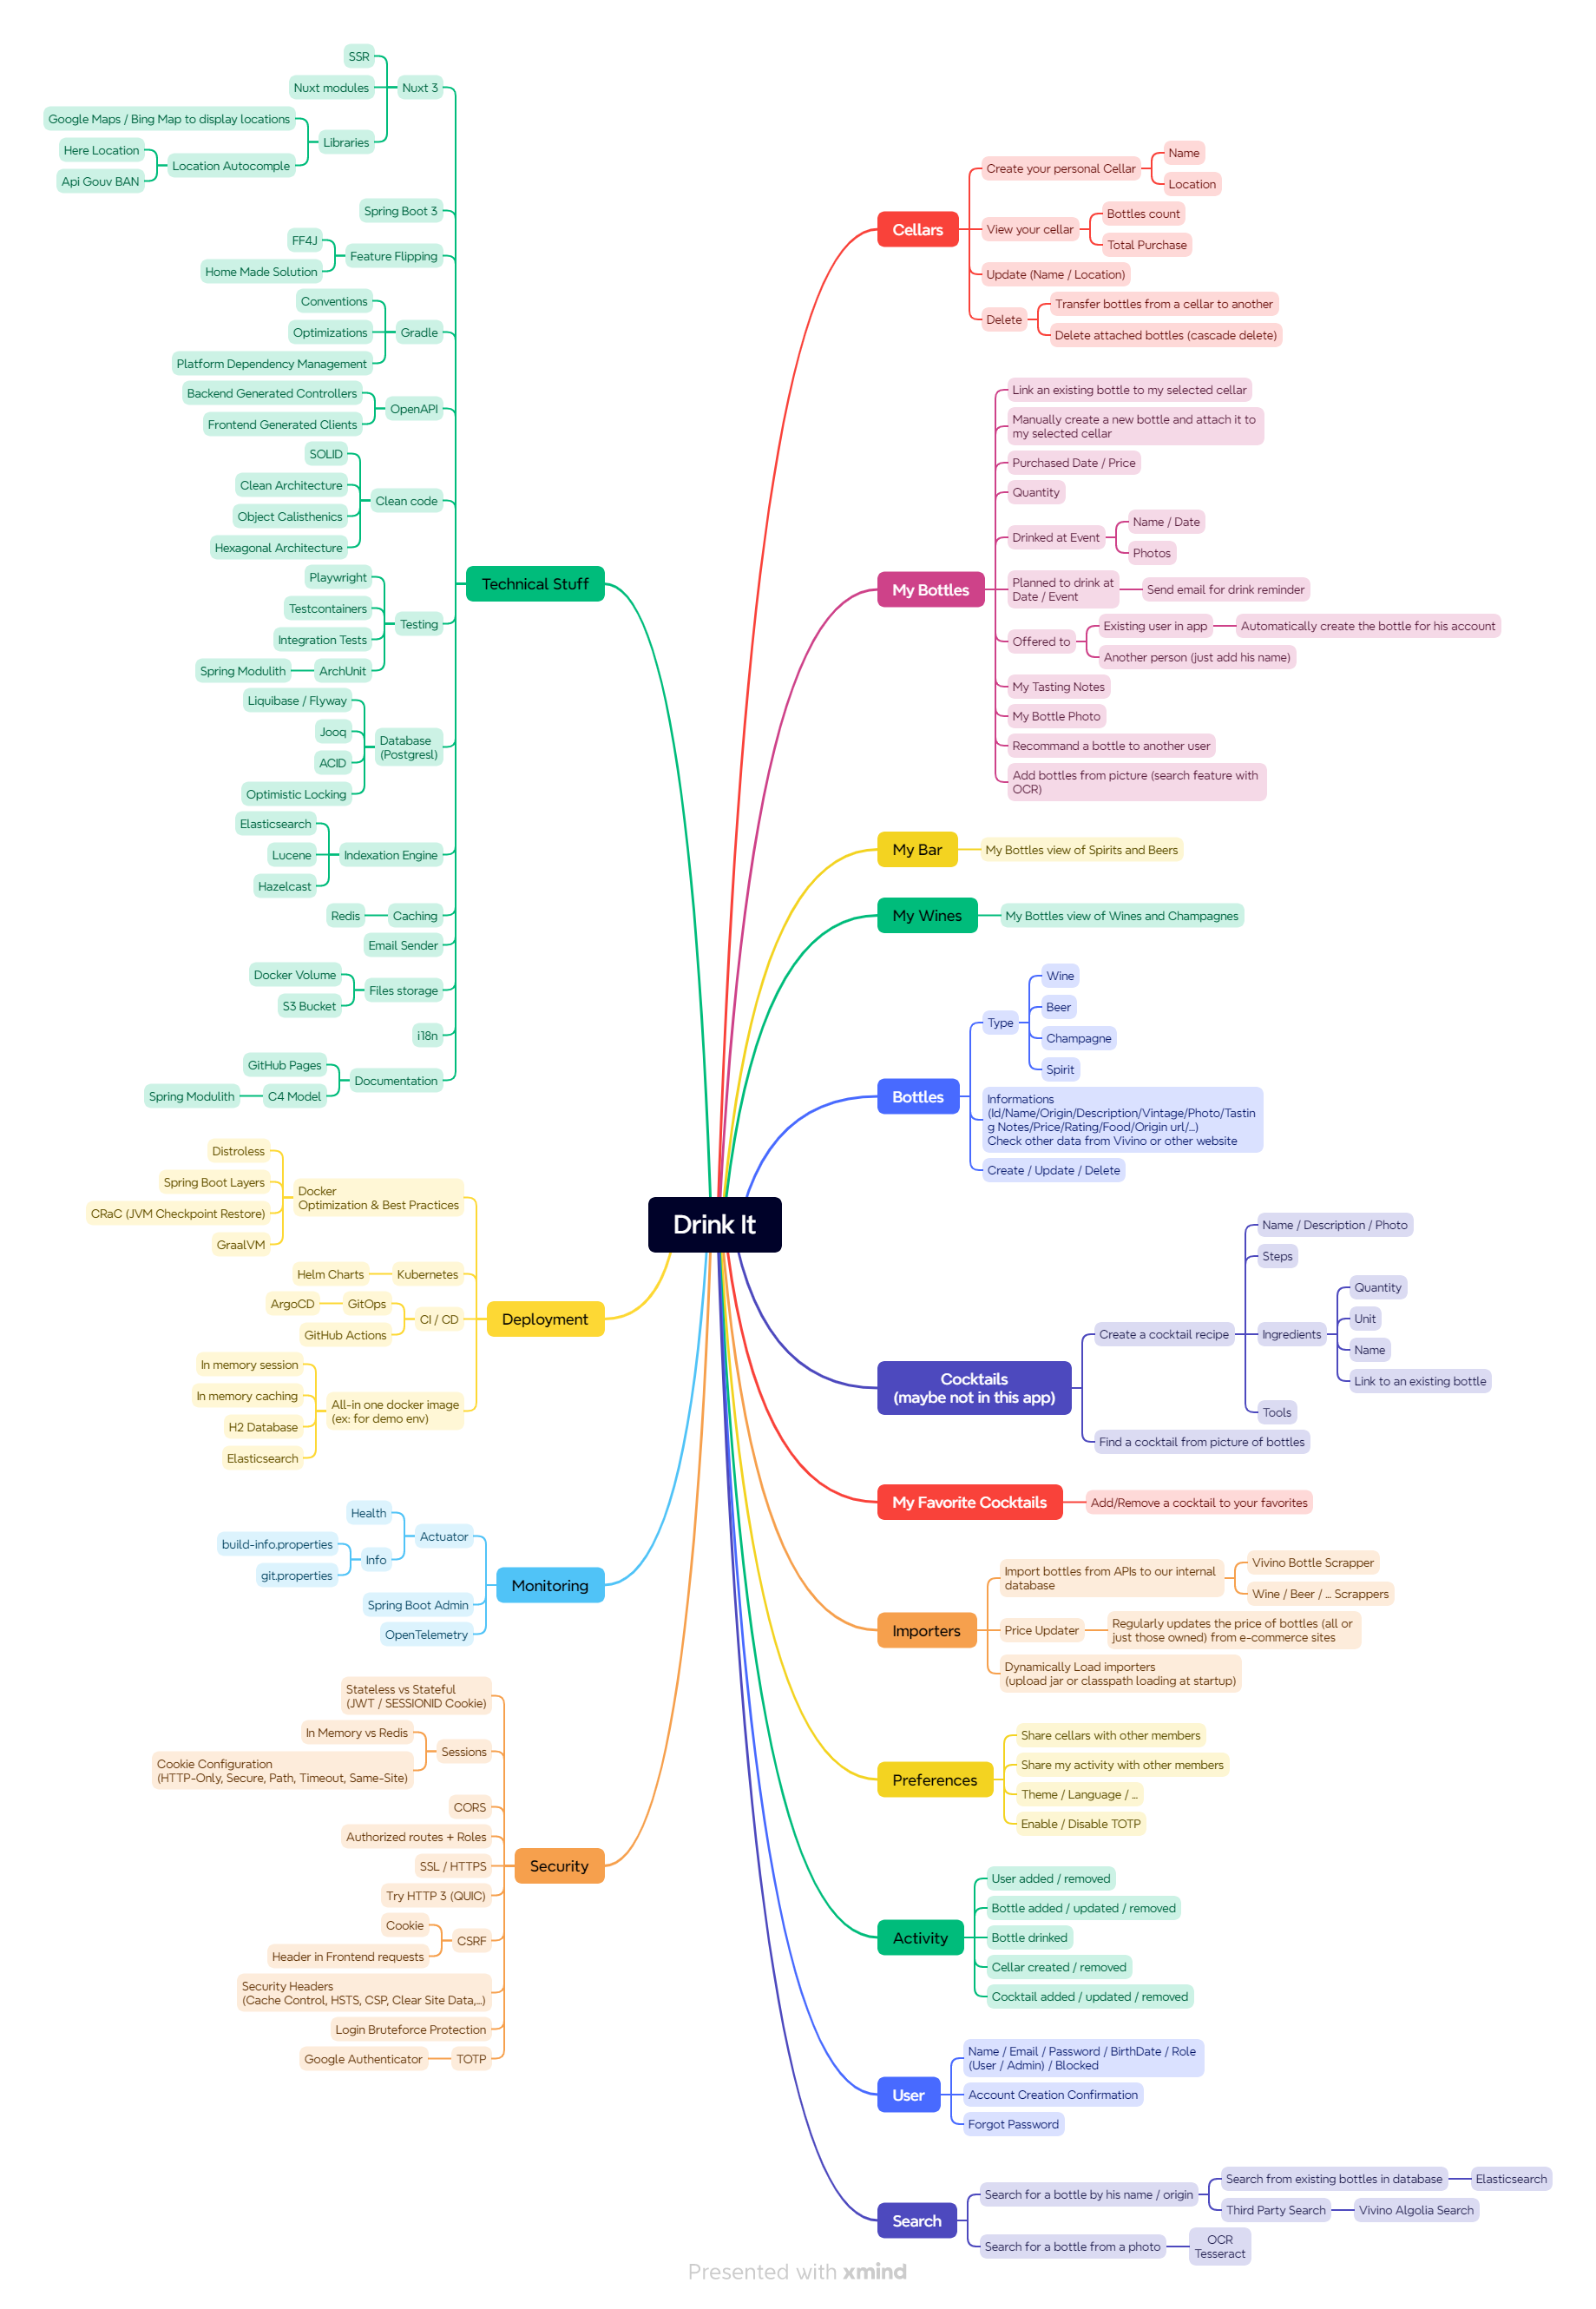 Drink It
Technical Stuff
Nuxt 3
SSR
Nuxt modules
Libraries
Google Maps / Bing Map to display locations
Location Autocomple
Here Location
Api Gouv BAN
Spring Boot 3
Feature Flipping
FF4J
Home Made Solution
Gradle
Conventions
Optimizations
Platform Dependency Management
OpenAPI
Backend Generated Controllers
Frontend Generated Clients
Clean code
SOLID
Clean Architecture
Object Calisthenics
Hexagonal Architecture
Testing
Playwright
Testcontainers
Integration Tests
ArchUnit
Spring Modulith
Database
(Postgresl)
Liquibase / Flyway
Jooq
ACID
Optimistic Locking
Indexation Engine
Elasticsearch
Lucene
Hazelcast
Caching
Redis
Email Sender
Files storage
Docker Volume
S3 Bucket
i18n
Documentation
GitHub Pages
C4 Model
Spring Modulith
Deployment
Docker
Optimization & Best Practices
Distroless
Spring Boot Layers
CRaC (JVM Checkpoint Restore)
GraalVM
Kubernetes
Helm Charts
CI / CD
GitOps
ArgoCD
GitHub Actions
All-in one docker image
(ex: for demo env)
In memory session
In memory caching
H2 Database
Elasticsearch
Monitoring
Actuator
Health
Info
build-info.properties
git.properties
Spring Boot Admin
OpenTelemetry
Security
Stateless vs Stateful
(JWT / SESSIONID Cookie)
Sessions
In Memory vs Redis
Cookie Configuration
(HTTP-Only, Secure, Path, Timeout, Same-Site)
CORS
Authorized routes + Roles
SSL / HTTPS
Try HTTP 3 (QUIC)
CSRF
Cookie
Header in Frontend requests
Security Headers
(Cache Control, HSTS, CSP, Clear Site Data,...)
Login Bruteforce Protection
TOTP
Google Authenticator
Cellars
Create your personal Cellar
Name
Location
View your cellar
Bottles count
Total Purchase
Update (Name / Location)
Delete
Transfer bottles from a cellar to another
Delete attached bottles (cascade delete)
My Bottles
Link an existing bottle to my selected cellar
Manually create a new bottle and attach it to
my selected cellar
Purchased Date / Price
Quantity
Drinked at Event
Name / Date
Photos
Planned to drink at
Date / Event
Send email for drink reminder
Offered to
Existing user in app
Automatically create the bottle for his account
Another person (just add his name)
My Tasting Notes
My Bottle Photo
Recommand a bottle to another user
Add bottles from picture (search feature with
OCR)
My Bar
My Bottles view of Spirits and Beers
My Wines
My Bottles view of Wines and Champagnes
Bottles
Type
Wine
Beer
Champagne
Spirit
Informations
(Id/Name/Origin/Description/Vintage/Photo/Tastin
g Notes/Price/Rating/Food/Origin url/...)
Check other data from Vivino or other website
Create / Update / Delete
Cocktails
(maybe not in this app)
Create a cocktail recipe
Name / Description / Photo
Steps
Ingredients
Quantity
Unit
Name
Link to an existing bottle
Tools
Find a cocktail from picture of bottles
My Favorite Cocktails
Add/Remove a cocktail to your favorites
Importers
Import bottles from APIs to our internal
database
Vivino Bottle Scrapper
Wine / Beer / ... Scrappers
Price Updater
Regularly updates the price of bottles (all or
just those owned) from e-commerce sites
Dynamically Load importers
(upload jar or classpath loading at startup)
Preferences
Share cellars with other members
Share my activity with other members
Theme / Language / ...
Enable / Disable TOTP
Activity
User added / removed
Bottle added / updated / removed
Bottle drinked
Cellar created / removed
Cocktail added / updated / removed
User
Name / Email / Password / BirthDate / Role
(User / Admin) / Blocked
Account Creation Confirmation
Forgot Password
Search
Search for a bottle by his name / origin
Search from existing bottles in database
Elasticsearch
Third Party Search
Vivino Algolia Search
Search for a bottle from a photo
OCR
Tesseract
Presented with xmind